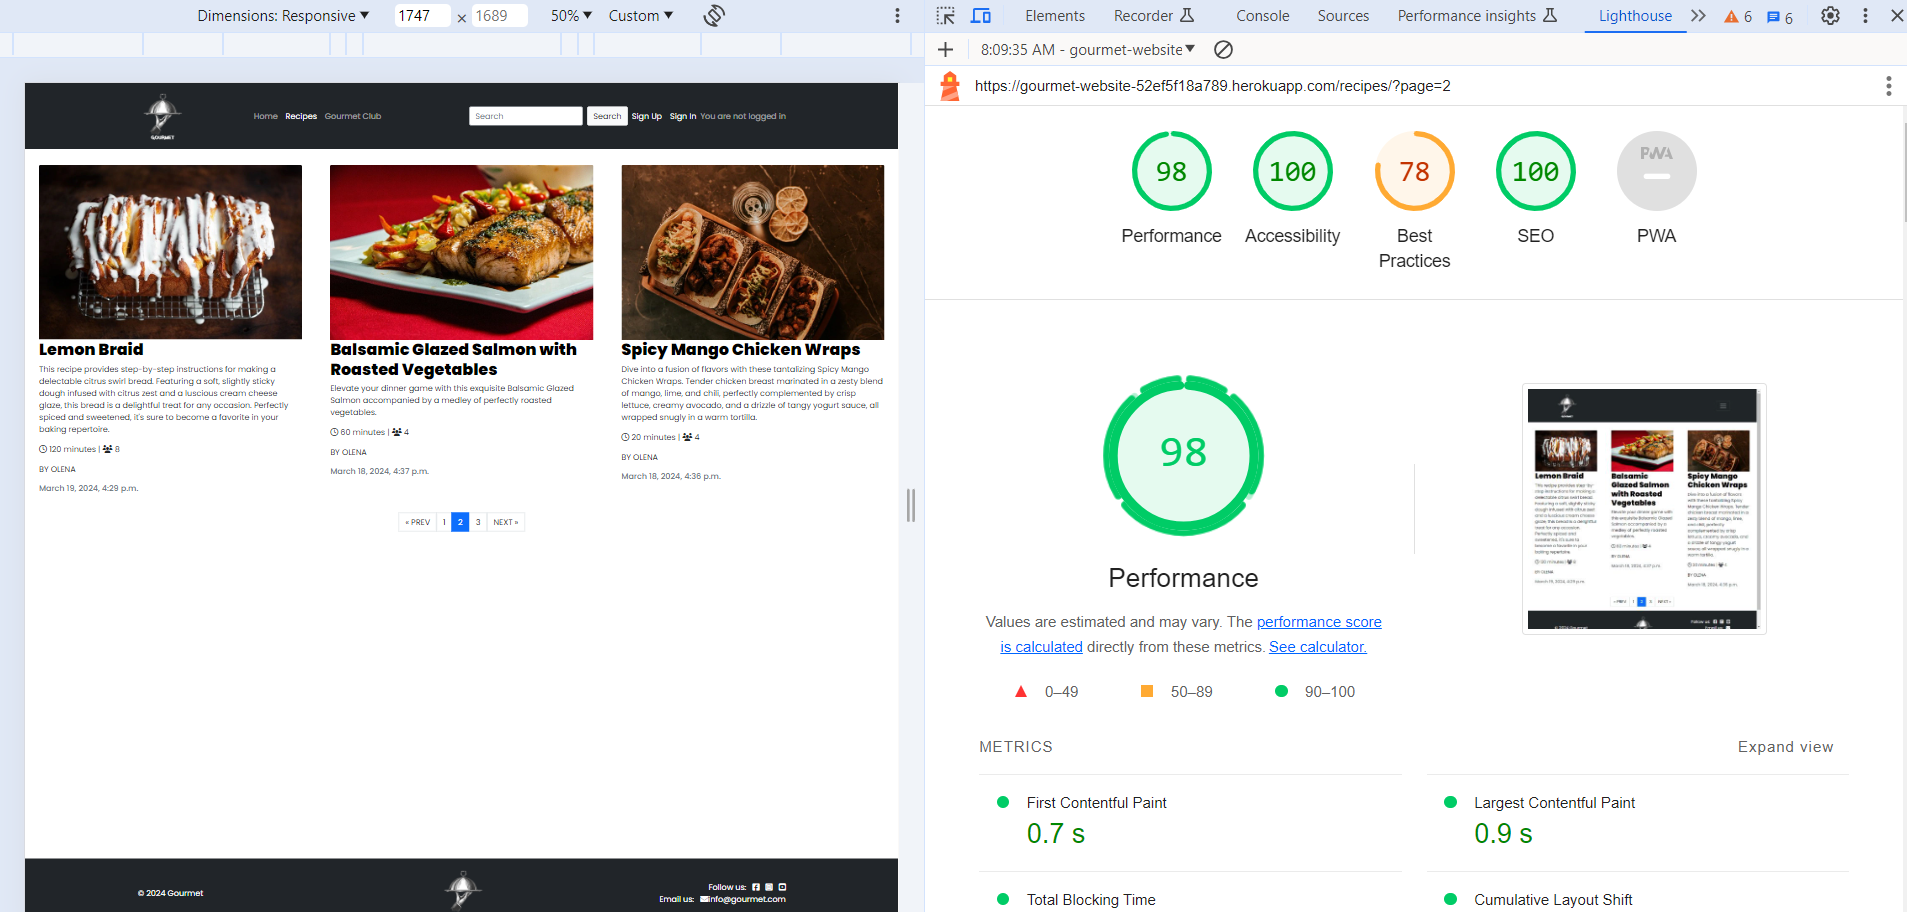 Dimensions: Responsive 1747 × 1689 50% Custom
Elements Recorder Console Sources Performance insights Lighthouse 6 6
8:09:35 AM - gourmet-website
https://gourmet-website-52ef5f18a789.herokuapp.com/recipes/?page=2
GOURMET
Home Recipes Gourmet Club Search Search Sign Up Sign In You are not logged in
Lemon Braid
This recipe provides step-by-step instructions for making a
delectable citrus swirl bread. Featuring a soft, slightly sticky
dough infused with citrus zest and a luscious cream cheese
glaze, this bread is a delightful treat for any occasion. Perfectly
spiced and sweetened, it's sure to become a favorite in your
baking repertoire.
120 minutes | 8
BY OLENA
March 19, 2024, 4:29 p.m.
Balsamic Glazed Salmon with
Roasted Vegetables
Elevate your dinner game with this exquisite Balsamic Glazed
Salmon accompanied by a medley of perfectly roasted
vegetables.
60 minutes | 4
BY OLENA
March 18, 2024, 4:37 p.m.
Spicy Mango Chicken Wraps
Dive into a fusion of flavors with these tantalizing Spicy Mango
Chicken Wraps. Tender chicken breast marinated in a zesty blend
of mango, lime, and chili, perfectly complemented by crisp
lettuce, creamy avocado, and a drizzle of tangy yogurt sauce, all
wrapped snugly in a warm tortilla.
20 minutes | 4
BY OLENA
March 18, 2024, 4:36 p.m.
« PREV 1 2 3 NEXT »
© 2024 Gourmet
Follow us:
Email us: info@gourmet.com
98 100 78 100 PWA
Performance Accessibility Best Practices SEO PWA
98
Performance
Values are estimated and may vary. The performance score
is calculated directly from these metrics. See calculator.
0–49 50–89 90–100
Lemon Braid
Balsamic
Glazed Salmon
with Roasted
Vegetables
Spicy Mango
Chicken Wraps
METRICS Expand view
First Contentful Paint
0.7 s
Largest Contentful Paint
0.9 s
Total Blocking Time
Cumulative Layout Shift